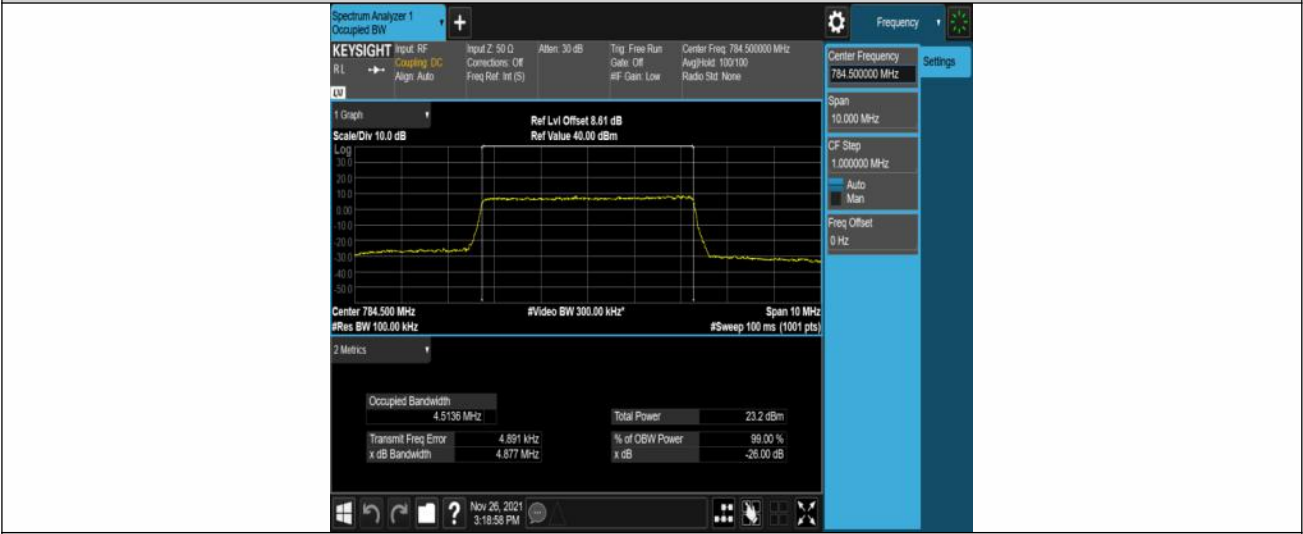 Spectrum Analyzer 1
Occupied BW
+
Frequency
KEYSIGHT
RL
LV
Input: RF
Coupling: DC
Align: Auto
Input Z: 50 Ω
Corrections: Off
Freq Ref: Int (S)
Atten: 30 dB
Trig: Free Run
Gate: Off
#IF Gain: Low
Center Freq: 784.500000 MHz
Avg|Hold: 100/100
Radio Std: None
Center Frequency
784.500000 MHz
Settings
Span
10.000 MHz
CF Step
1.000000 MHz
Auto
Man
Freq Offset
0 Hz
1 Graph
Scale/Div 10.0 dB
Ref Lvl Offset 8.61 dB
Ref Value 40.00 dBm
Log
30.0
20.0
10.0
0.00
-10.0
-20.0
-30.0
-40.0
-50.0
Center 784.500 MHz
#Res BW 100.00 kHz
#Video BW 300.00 kHz*
Span 10 MHz
#Sweep 100 ms (1001 pts)
2 Metrics
Occupied Bandwidth
4.5136 MHz
Total Power 23.2 dBm
Transmit Freq Error 4.891 kHz
% of OBW Power 99.00 %
x dB Bandwidth 4.877 MHz
x dB -26.00 dB
?
Nov 26, 2021
3:18:58 PM